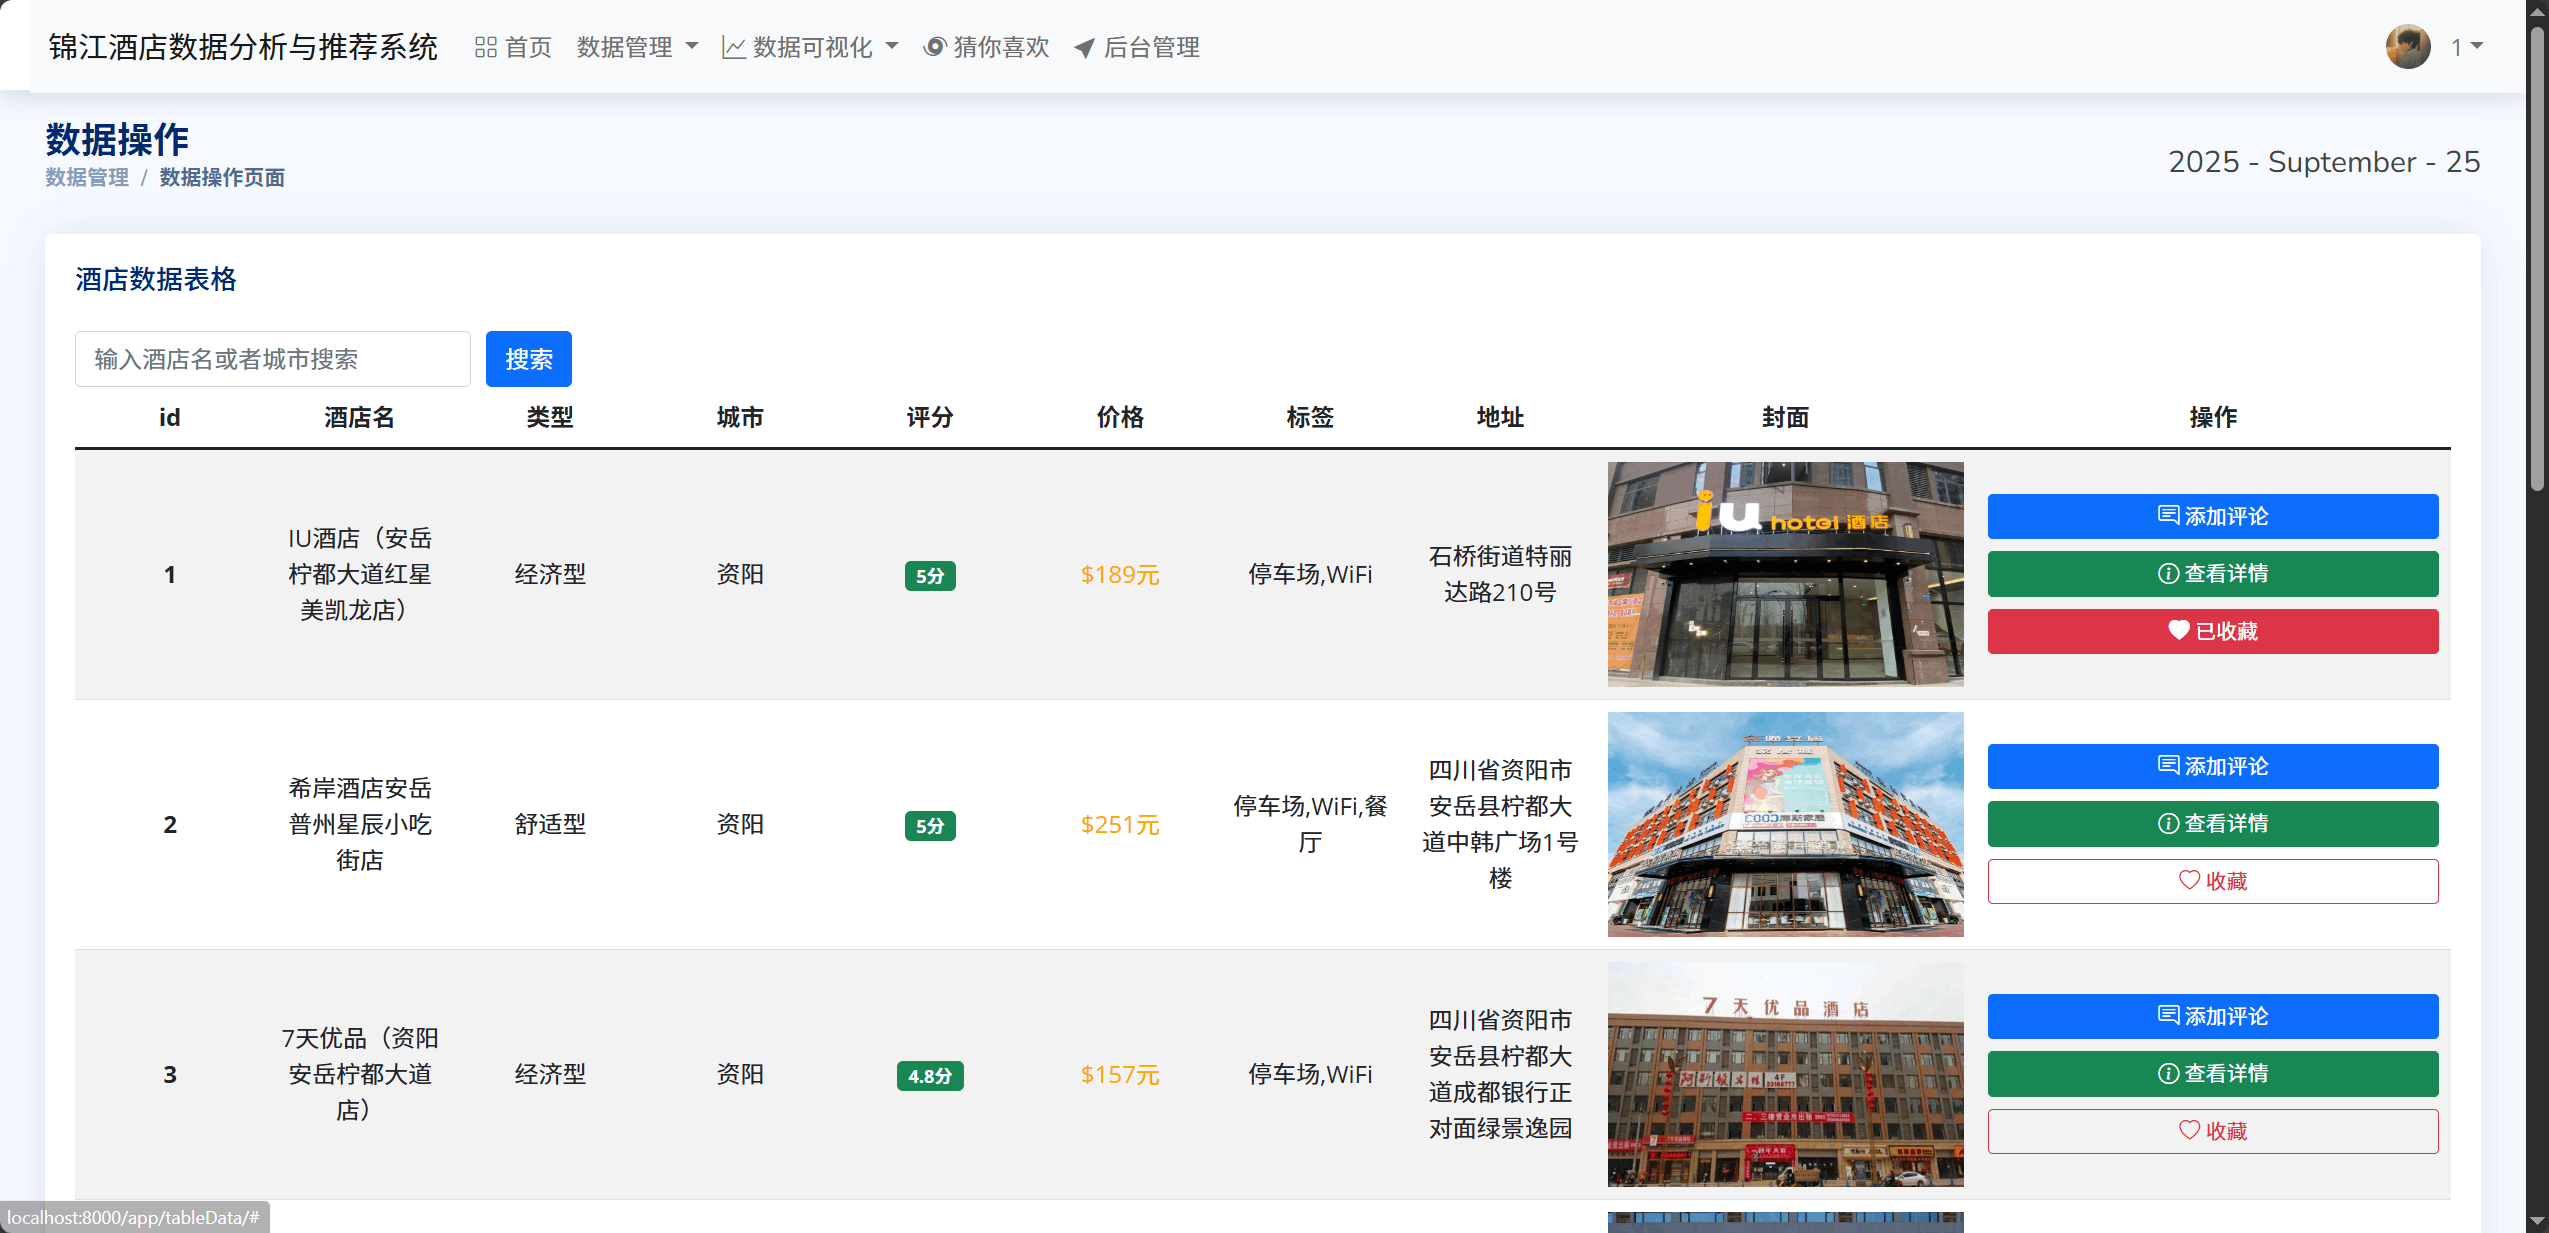 锦江酒店数据分析与推荐系统 首页 数据管理 数据可视化 猜你喜欢 后台管理 1
数据操作
数据管理 / 数据操作页面
2025 - Suptember - 25
酒店数据表格
输入酒店名或者城市搜索 搜索
id 酒店名 类型 城市 评分 价格 标签 地址 封面 操作
1
IU酒店（安岳
柠都大道红星
美凯龙店）
经济型
资阳
5分
$189元
停车场,WiFi
石桥街道特丽
达路210号
iu hotel 酒店
添加评论
查看详情
已收藏
2
希岸酒店安岳
普州星辰小吃
街店
舒适型
资阳
5分
$251元
停车场,WiFi,餐
厅
四川省资阳市
安岳县柠都大
道中韩广场1号
楼
添加评论
查看详情
收藏
3
7天优品（资阳
安岳柠都大道
店）
经济型
资阳
4.8分
$157元
停车场,WiFi
四川省资阳市
安岳县柠都大
道成都银行正
对面绿景逸园
7天优品酒店
添加评论
查看详情
收藏
localhost:8000/app/tableData/#